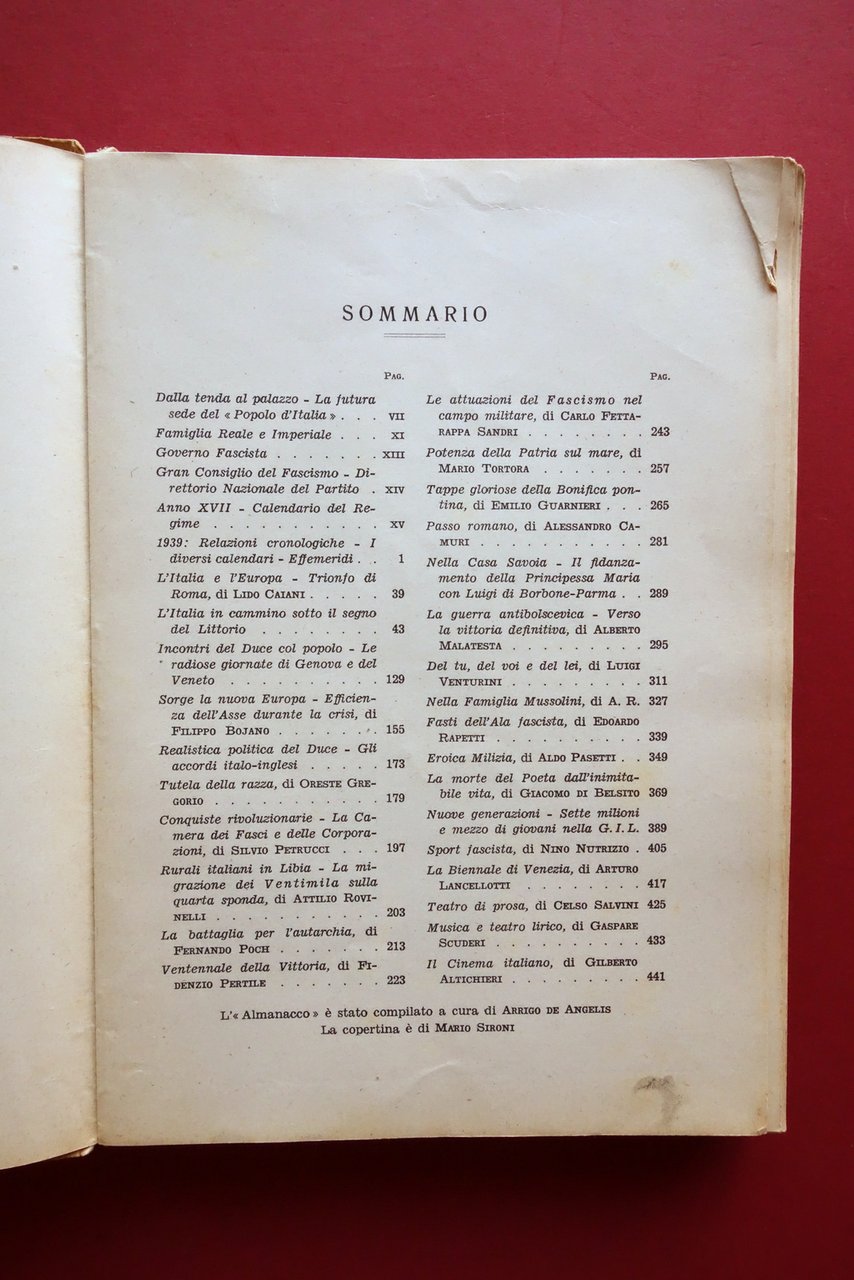 SOMMARIO
PAG.
Dalla tenda al palazzo - La futura
sede del « Popolo d'Italia » . . . VII
Famiglia Reale e Imperiale . . . XI
Governo Fascista . . . . . . . XIII
Gran Consiglio del Fascismo - Di-
rettorio Nazionale del Partito . XIV
Anno XVII - Calendario del Re-
gime . . . . . . . . . . . XV
1939: Relazioni cronologiche - I
diversi calendari - Effemeridi . . 1
L'Italia e l'Europa - Trionfo di
Roma, di LIDO CAIANI . . . . . 39
L'Italia in cammino sotto il segno
del Littorio . . . . . . . . 43
Incontri del Duce col popolo - Le
radiose giornate di Genova e del
Veneto . . . . . . . . . . 129
Sorge la nuova Europa - Efficien-
za dell'Asse durante la crisi, di
FILIPPO BOJANO . . . . . . . 155
Realistica politica del Duce - Gli
accordi italo-inglesi . . . . . 173
Tutela della razza, di ORESTE GRE-
GORIO . . . . . . . . . . . 179
Conquiste rivoluzionarie - La Ca-
mera dei Fasci e delle Corpora-
zioni, di SILVIO PETRUCCI . . . 197
Rurali italiani in Libia - La mi-
grazione dei Ventimila sulla
quarta sponda, di ATTILIO ROVI-
NELLI . . . . . . . . . . . 203
La battaglia per l'autarchia, di
FERNANDO POCH . . . . . . . 213
Ventennale della Vittoria, di FI-
DENZIO PERTILE . . . . . . . 223
PAG.
Le attuazioni del Fascismo nel
campo militare, di CARLO FETTA-
RAPPA SANDRI . . . . . . . . 243
Potenza della Patria sul mare, di
MARIO TORTORA . . . . . . . 257
Tappe gloriose della Bonifica pon-
tina, di EMILIO GUARNIERI . . . 265
Passo romano, di ALESSANDRO CA-
MURI . . . . . . . . . . . 281
Nella Casa Savoia - Il fidanza-
mento della Principessa Maria
con Luigi di Borbone-Parma . . 289
La guerra antibolscevica - Verso
la vittoria definitiva, di ALBERTO
MALATESTA . . . . . . . . . 295
Del tu, del voi e del lei, di LUIGI
VENTURINI . . . . . . . . . 311
Nella Famiglia Mussolini, di A. R. 327
Fasti dell'Ala fascista, di EDOARDO
RAPETTI . . . . . . . . . . 339
Eroica Milizia, di ALDO PASETTI . . 349
La morte del Poeta dall'inimita-
bile vita, di GIACOMO DI BELSITO 369
Nuove generazioni - Sette milioni
e mezzo di giovani nella G. I. L. 389
Sport fascista, di NINO NUTRIZIO . 405
La Biennale di Venezia, di ARTURO
LANCELLOTTI . . . . . . . . 417
Teatro di prosa, di CELSO SALVINI 425
Musica e teatro lirico, di GASPARE
SCUDERI . . . . . . . . . . 433
Il Cinema italiano, di GILBERTO
ALTICHIERI . . . . . . . . . 441
L'« Almanacco » è stato compilato a cura di ARRIGO DE ANGELIS
La copertina è di MARIO SIRONI